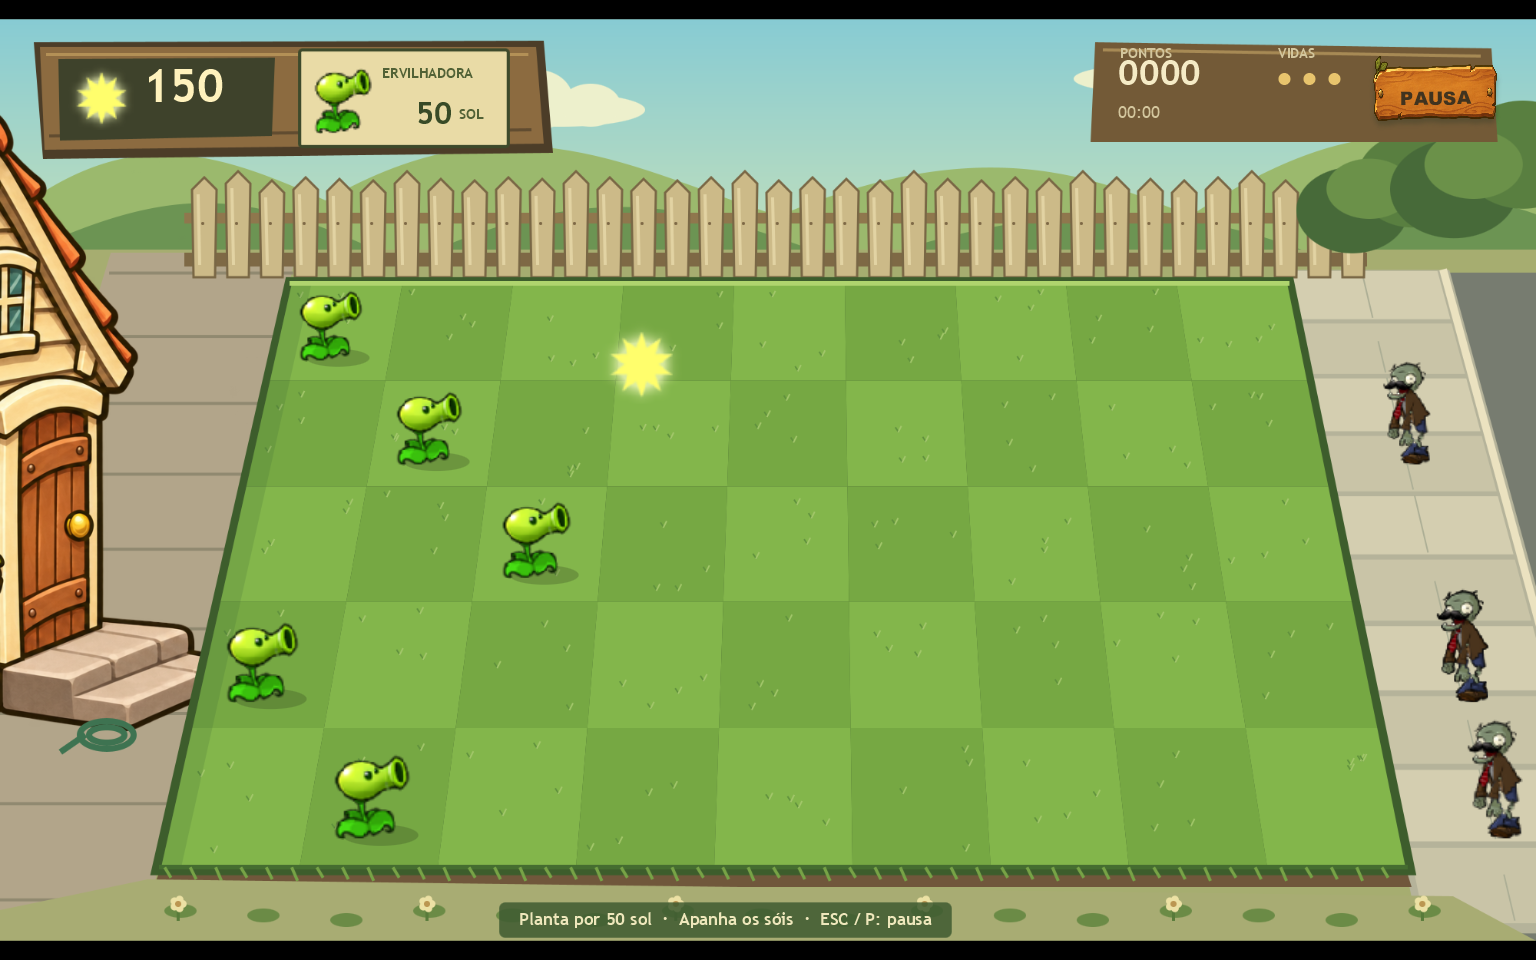 150
ERVILHADORA
50 SOL
PONTOS
0000
00:00
VIDAS
PAUSA
Planta por 50 sol · Apanha os sóis · ESC / P: pausa